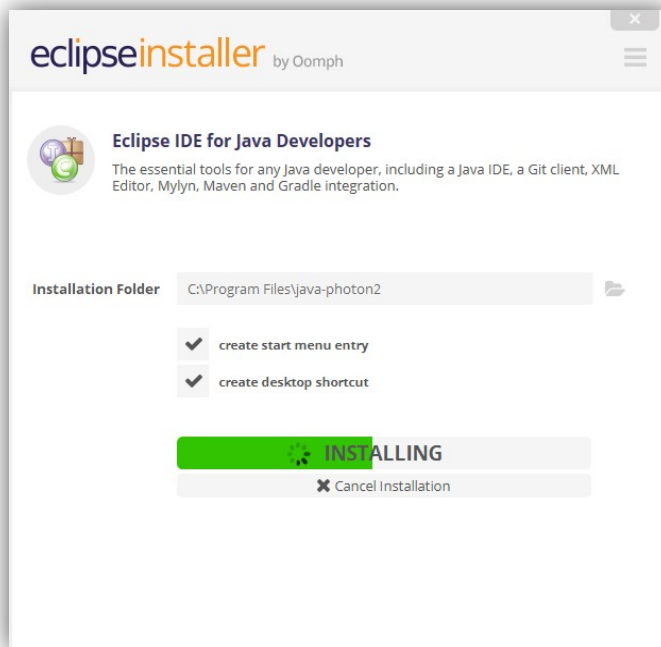 eclipseinstaller by Oomph
Eclipse IDE for Java Developers
The essential tools for any Java developer, including a Java IDE, a Git client, XML
Editor, Mylyn, Maven and Gradle integration.
Installation Folder C:\Program Files\java-photon2
create start menu entry
create desktop shortcut
INSTALLING
Cancel Installation